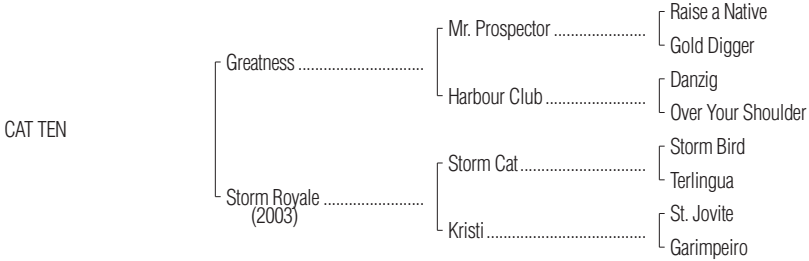 Raise a Native
Mr. Prospector ........................
Gold Digger
Greatness ................................
Danzig
Harbour Club ..........................
Over Your Shoulder
CAT TEN
Storm Bird
Storm Cat .................................
Terlingua
Storm Royale ..........................
(2003)
St. Jovite
Kristi .........................................
Garimpeiro